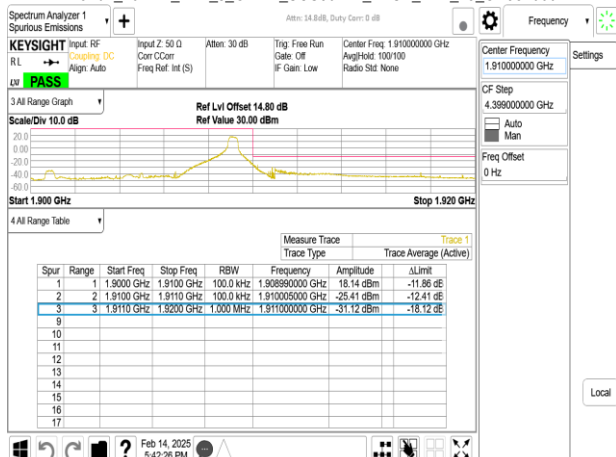 Spectrum Analyzer 1
Spurious Emissions
Attn: 14.8dB, Duty Corr: 0 dB
Frequency
KEYSIGHT
RL
PASS
Input: RF
Coupling: DC
Align: Auto
Input Z: 50 Ω
Corr CCorr
Freq Ref: Int (S)
Atten: 30 dB
Trig: Free Run
Gate: Off
IF Gain: Low
Center Freq: 1.910000000 GHz
Avg|Hold: 100/100
Radio Std: None
Center Frequency
1.910000000 GHz
Settings
CF Step
4.399000000 GHz
Auto
Man
Freq Offset
0 Hz
3 All Range Graph
Scale/Div 10.0 dB
Ref Lvl Offset 14.80 dB
Ref Value 30.00 dBm
20.0
0.00
-20.0
-40.0
-60.0
Start 1.900 GHz
Stop 1.920 GHz
4 All Range Table
Measure Trace Trace 1
Trace Type Trace Average (Active)
Spur Range Start Freq Stop Freq RBW Frequency Amplitude ΔLimit
1 1 1.9000 GHz 1.9100 GHz 100.0 kHz 1.908990000 GHz 18.14 dBm -11.86 dB
2 2 1.9100 GHz 1.9110 GHz 100.0 kHz 1.910005000 GHz -25.41 dBm -12.41 dB
3 3 1.9110 GHz 1.9200 GHz 1.000 MHz 1.911000000 GHz -31.12 dBm -18.12 dB
9
10
11
12
13
14
15
16
17
Local
Feb 14, 2025
5:42:26 PM